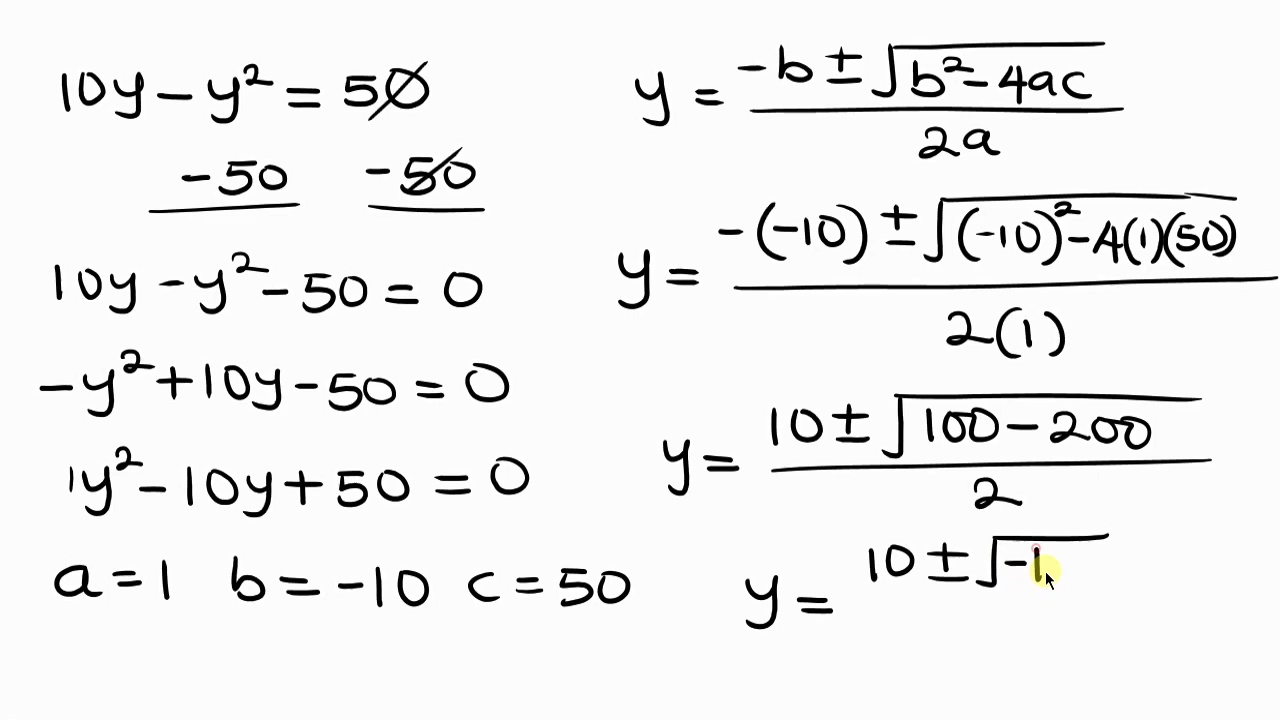 10y - y² = 50
-50 -50
10y - y² - 50 = 0
-y² + 10y - 50 = 0
1y² - 10y + 50 = 0
a = 1 b = -10 c = 50
y = (-b ± √(b² - 4ac)) / 2a
y = (-(-10) ± √((-10)² - 4(1)(50))) / 2(1)
y = (10 ± √(100 - 200)) / 2
y = 10 ± √(-1